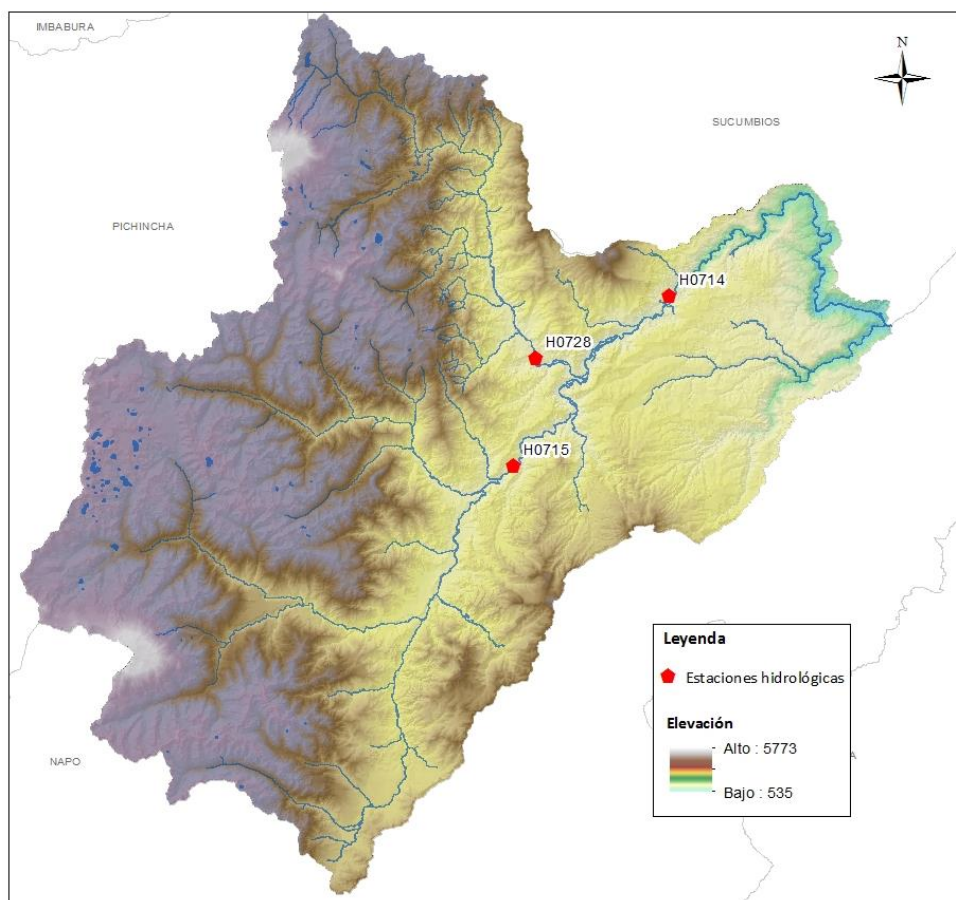 IMBABURA
N
SUCUMBIOS
PICHINCHA
H0714
H0728
H0715
Leyenda
Estaciones hidrológicas
Elevación
Alto : 5773
Bajo : 535
NAPO
A